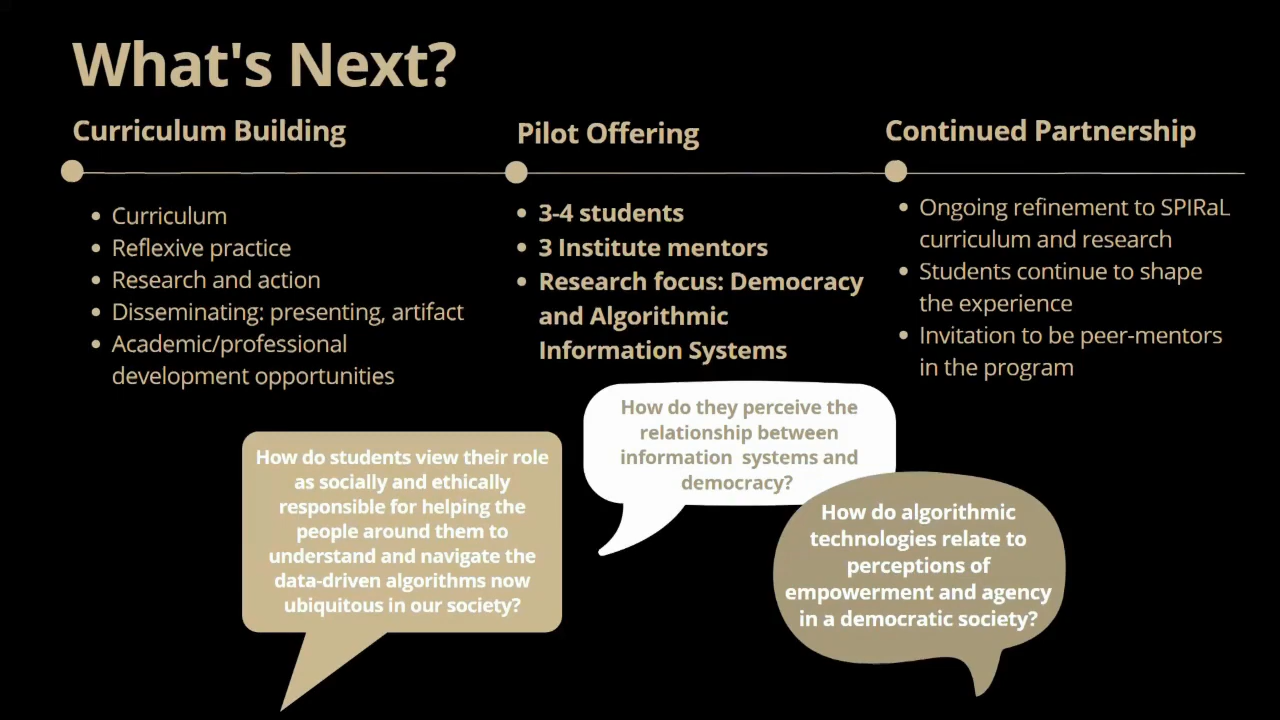 What's Next?
Curriculum Building
Curriculum
Reflexive practice
Research and action
Disseminating: presenting, artifact
Academic/professional
development opportunities
Pilot Offering
3-4 students
3 Institute mentors
Research focus: Democracy
and Algorithmic
Information Systems
Continued Partnership
Ongoing refinement to SPIRaL
curriculum and research
Students continue to shape
the experience
Invitation to be peer-mentors
in the program
How do students view their role
as socially and ethically
responsible for helping the
people around them to
understand and navigate the
data-driven algorithms now
ubiquitous in our society?
How do they perceive the
relationship between
information systems and
democracy?
How do algorithmic
technologies relate to
perceptions of
empowerment and agency
in a democratic society?